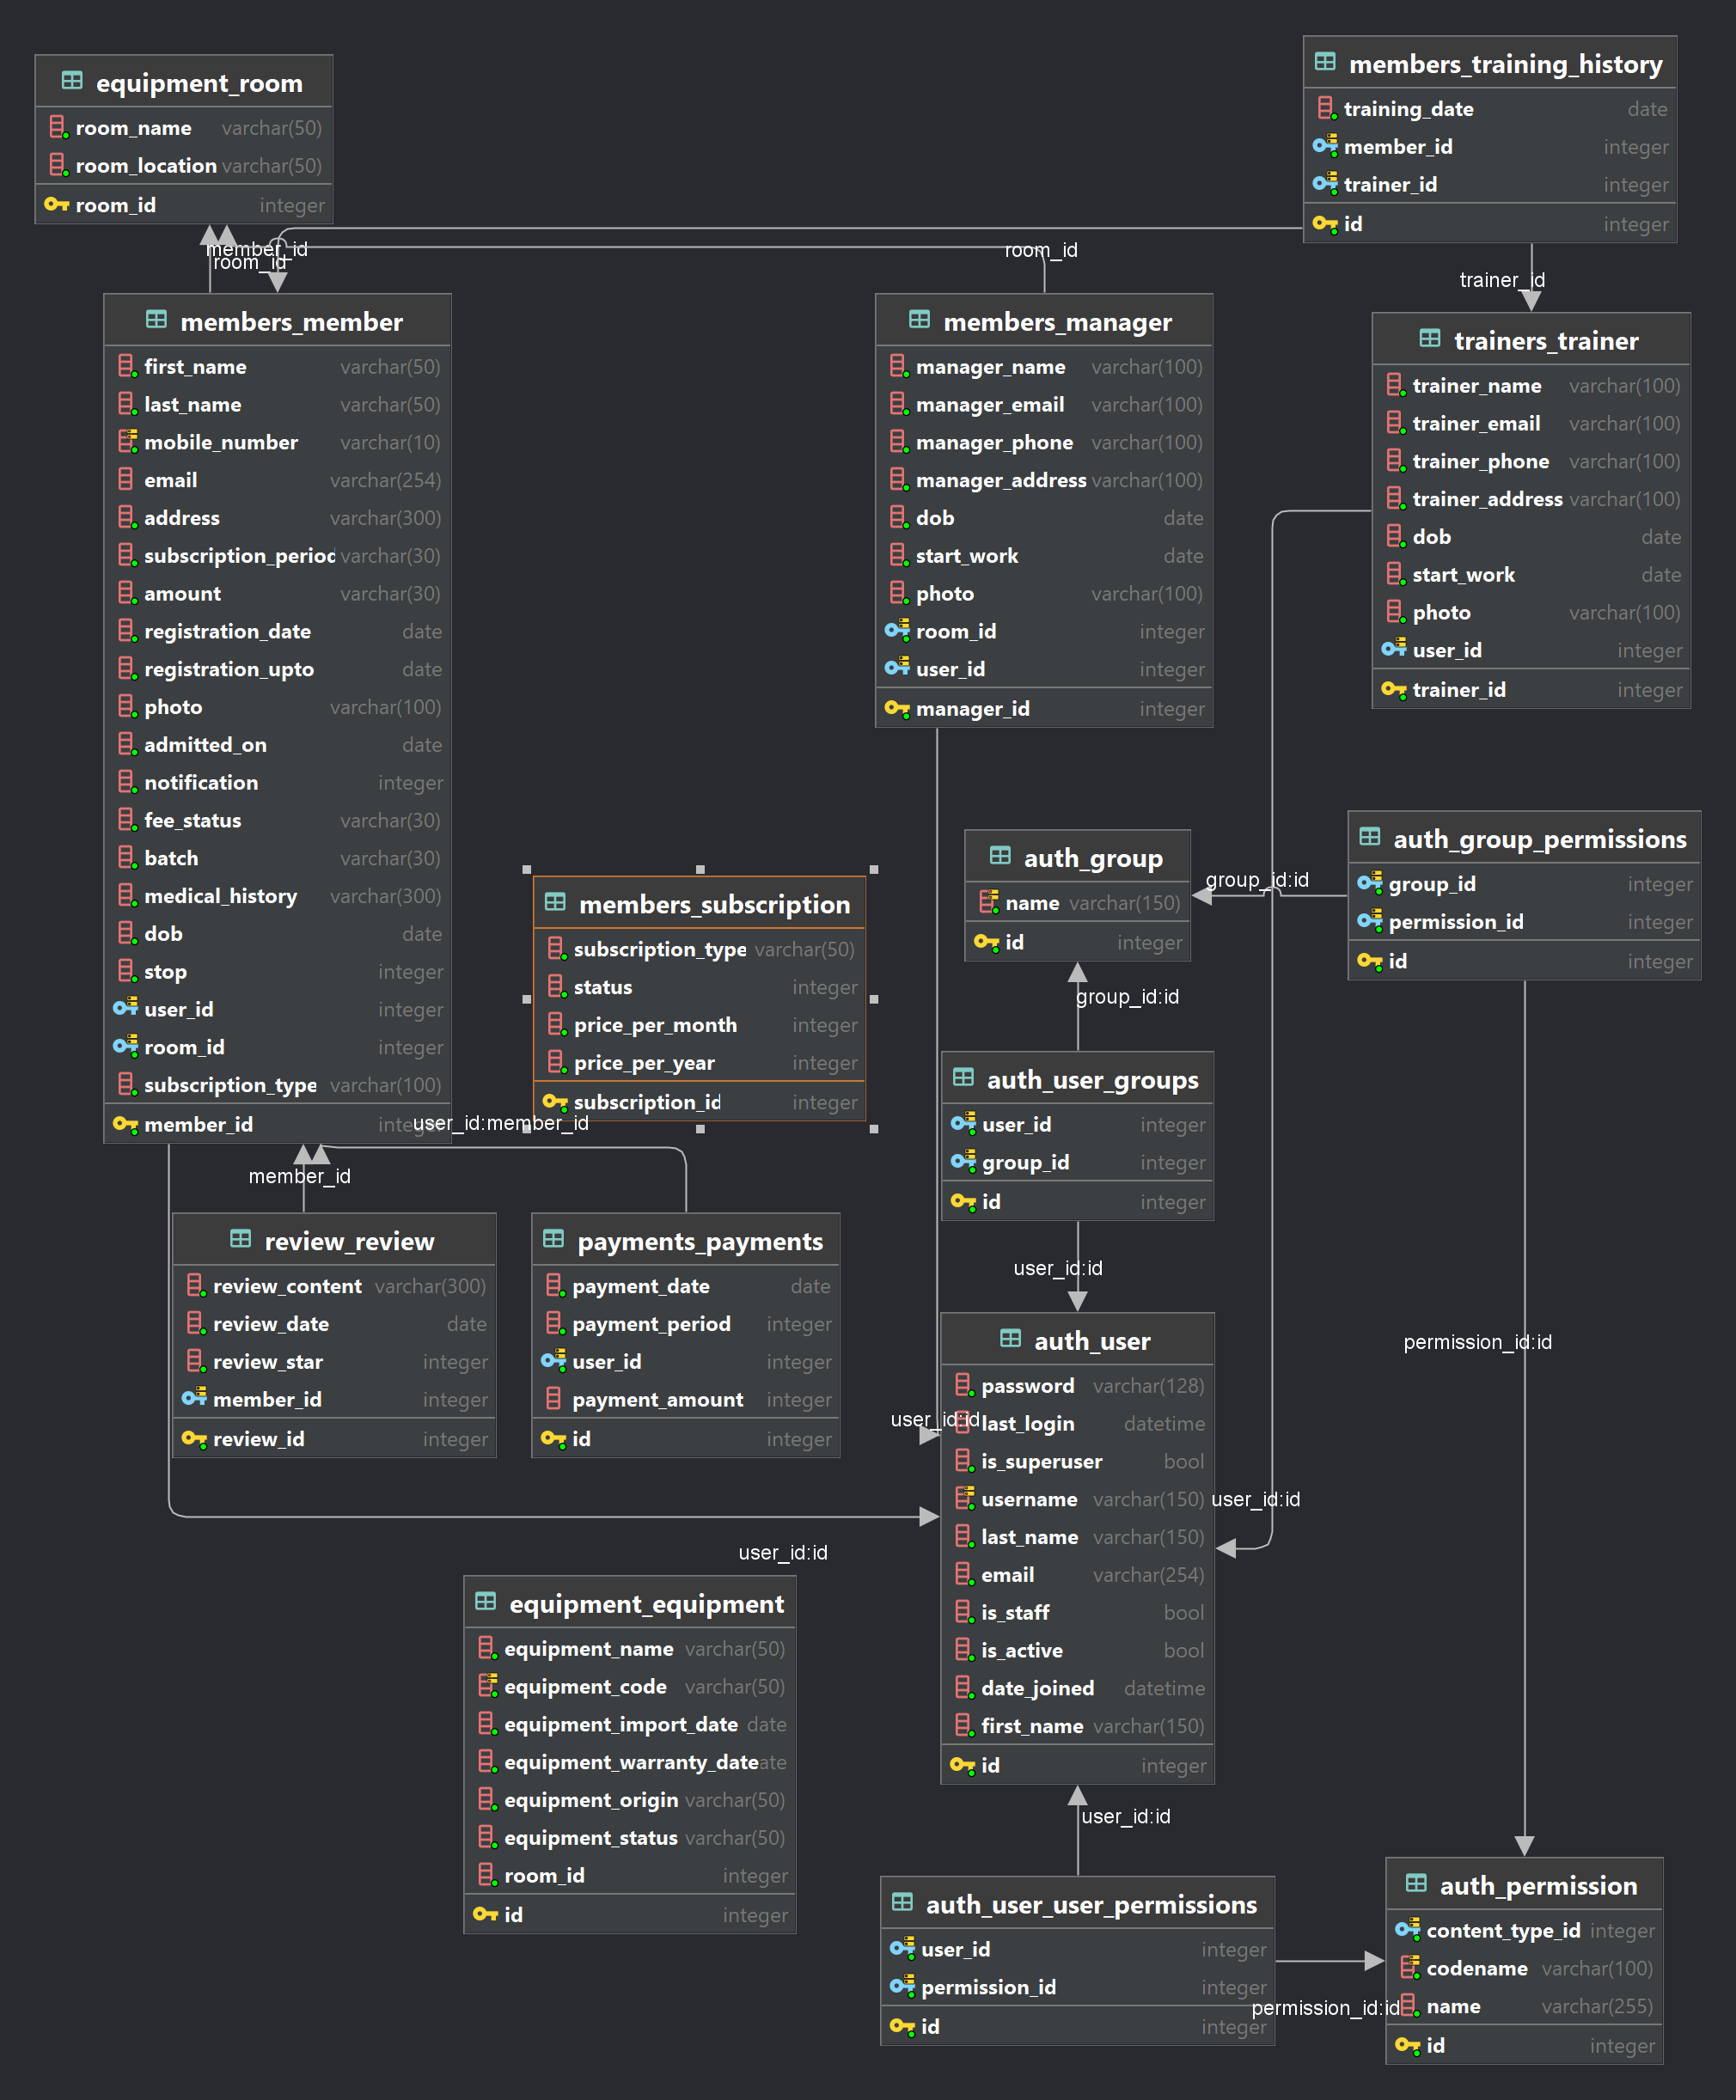 equipment_room
room_name varchar(50)
room_location varchar(50)
room_id integer
members_training_history
training_date date
member_id integer
trainer_id integer
id integer
member_id
room_id
room_id
trainer_id
members_member
first_name varchar(50)
last_name varchar(50)
mobile_number varchar(10)
email varchar(254)
address varchar(300)
subscription_period varchar(30)
amount varchar(30)
registration_date date
registration_upto date
photo varchar(100)
admitted_on date
notification integer
fee_status varchar(30)
batch varchar(30)
medical_history varchar(300)
dob date
stop integer
user_id integer
room_id integer
subscription_type varchar(100)
member_id integer
members_manager
manager_name varchar(100)
manager_email varchar(100)
manager_phone varchar(100)
manager_address varchar(100)
dob date
start_work date
photo varchar(100)
room_id integer
user_id integer
manager_id integer
trainers_trainer
trainer_name varchar(100)
trainer_email varchar(100)
trainer_phone varchar(100)
trainer_address varchar(100)
dob date
start_work date
photo varchar(100)
user_id integer
trainer_id integer
members_subscription
subscription_type varchar(50)
status integer
price_per_month integer
price_per_year integer
subscription_id integer
auth_group
name varchar(150)
id integer
group_id:id
auth_group_permissions
group_id integer
permission_id integer
id integer
group_id:id
auth_user_groups
user_id integer
group_id integer
id integer
user_id:member_id
member_id
review_review
review_content varchar(300)
review_date date
review_star integer
member_id integer
review_id integer
payments_payments
payment_date date
payment_period integer
user_id integer
payment_amount integer
id integer
user_id:id
permission_id:id
auth_user
password varchar(128)
last_login datetime
is_superuser bool
username varchar(150)
last_name varchar(150)
email varchar(254)
is_staff bool
is_active bool
date_joined datetime
first_name varchar(150)
id integer
user_id:id
user_id:id
user_id:id
equipment_equipment
equipment_name varchar(50)
equipment_code varchar(50)
equipment_import_date date
equipment_warranty_date ate
equipment_origin varchar(50)
equipment_status varchar(50)
room_id integer
id integer
user_id:id
auth_user_user_permissions
user_id integer
permission_id integer
id integer
permission_id:id
auth_permission
content_type_id integer
codename varchar(100)
name varchar(255)
id integer